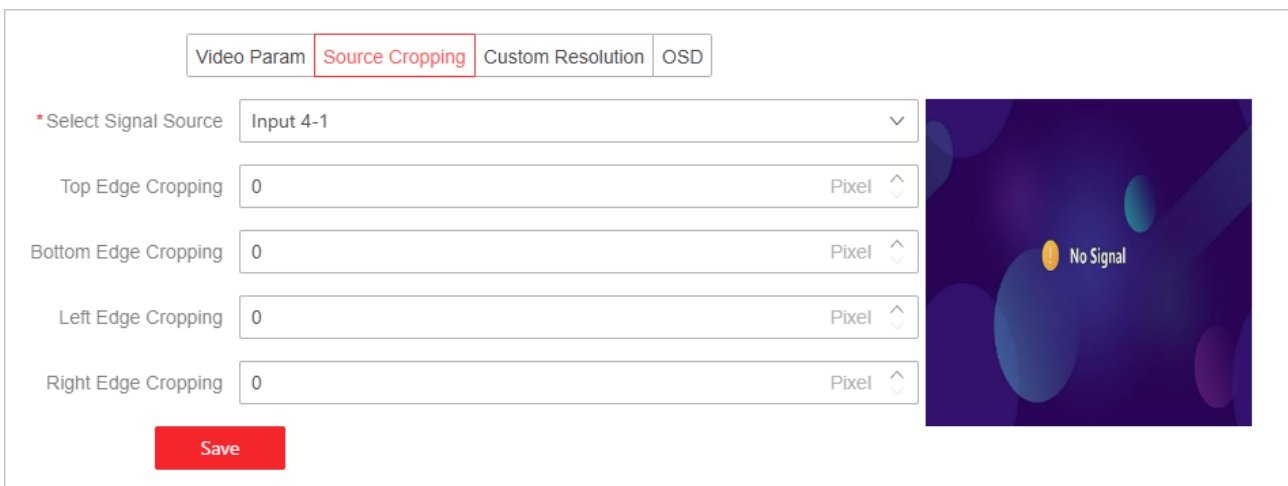 Video Param Source Cropping Custom Resolution OSD
*Select Signal Source Input 4-1
Top Edge Cropping 0 Pixel
Bottom Edge Cropping 0 Pixel
! No Signal
Left Edge Cropping 0 Pixel
Right Edge Cropping 0 Pixel
Save